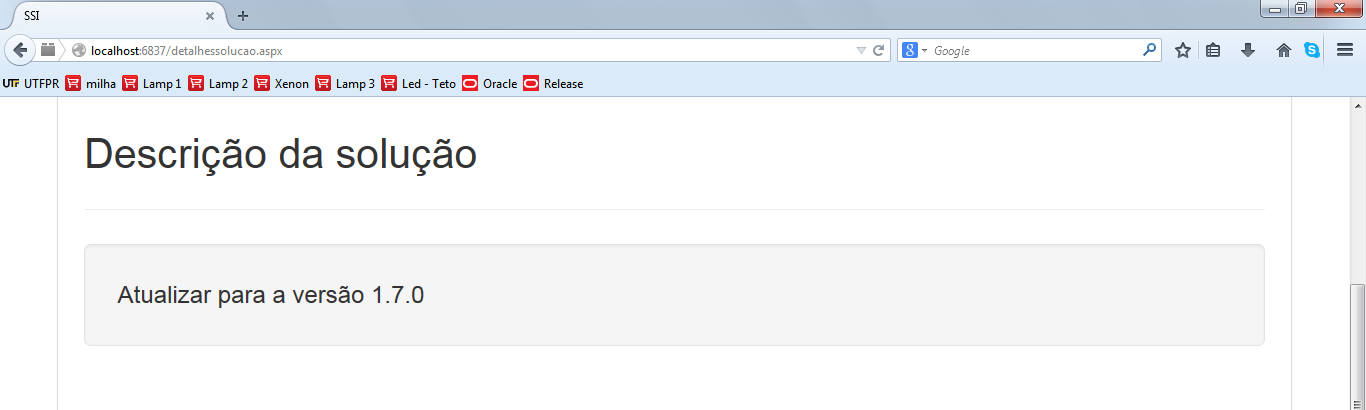 SSI
localhost:6837/detalhessolucao.aspx
Google
UTFPR milha Lamp 1 Lamp 2 Xenon Lamp 3 Led - Teto Oracle Release
Descrição da solução
Atualizar para a versão 1.7.0